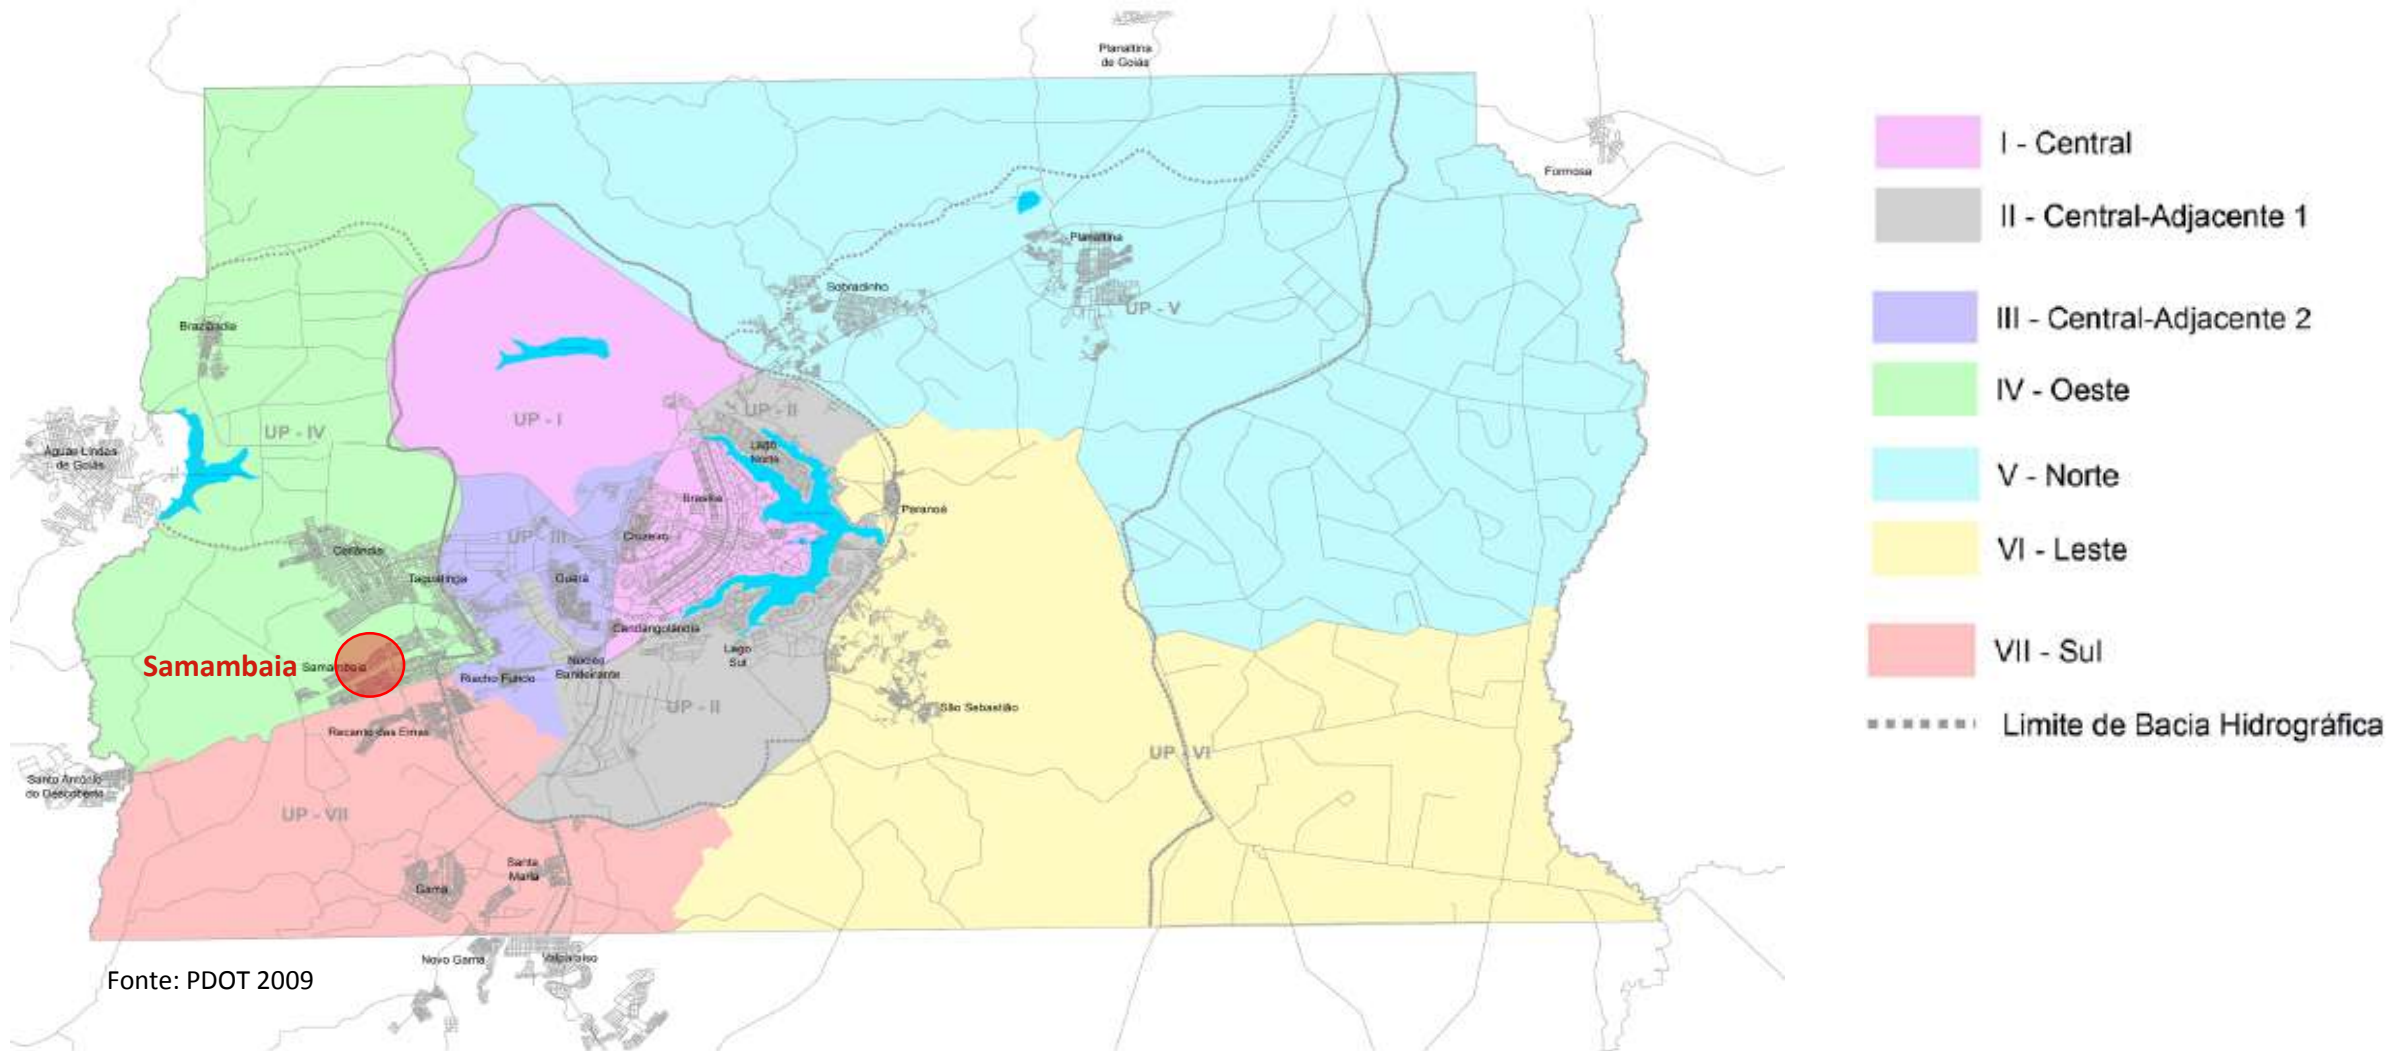 Planaltina
de Goiás
Formosa
Planaltina
UP - V
Sobradinho
Brazlândia
UP - I
UP - II
UP - IV
Lago
Norte
Águas Lindas
de Goiás
Brasília
Paranoá
Cruzeiro
UP - III
Ceilândia
Taguatinga
Guará
Candangolândia
Lago
Sul
Samambaia
Samambaia
Núcleo
Bandeirante
Riacho Fundo
UP - II
São Sebastião
Recanto das Emas
UP - VI
Santo Antônio
do Descoberto
UP - VII
Santa
Maria
Gama
Novo Gama
Valparaíso
Fonte: PDOT 2009
I - Central
II - Central-Adjacente 1
III - Central-Adjacente 2
IV - Oeste
V - Norte
VI - Leste
VII - Sul
Limite de Bacia Hidrográfica